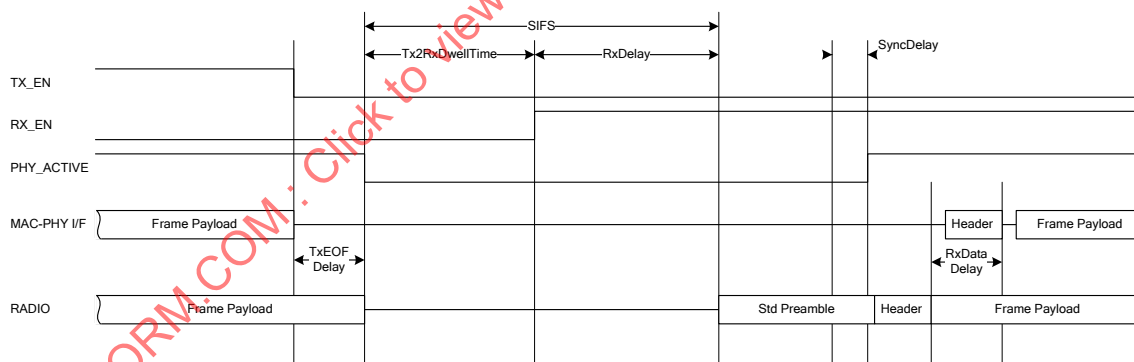 SIFS
Tx2RxDwellTime
RxDelay
SyncDelay
TX_EN
RX_EN
PHY_ACTIVE
MAC-PHY I/F
Frame Payload
Header
Frame Payload
TxEOF
Delay
RxData
Delay
RADIO
Frame Payload
Std Preamble
Header
Frame Payload
ORM.COM : Click to view